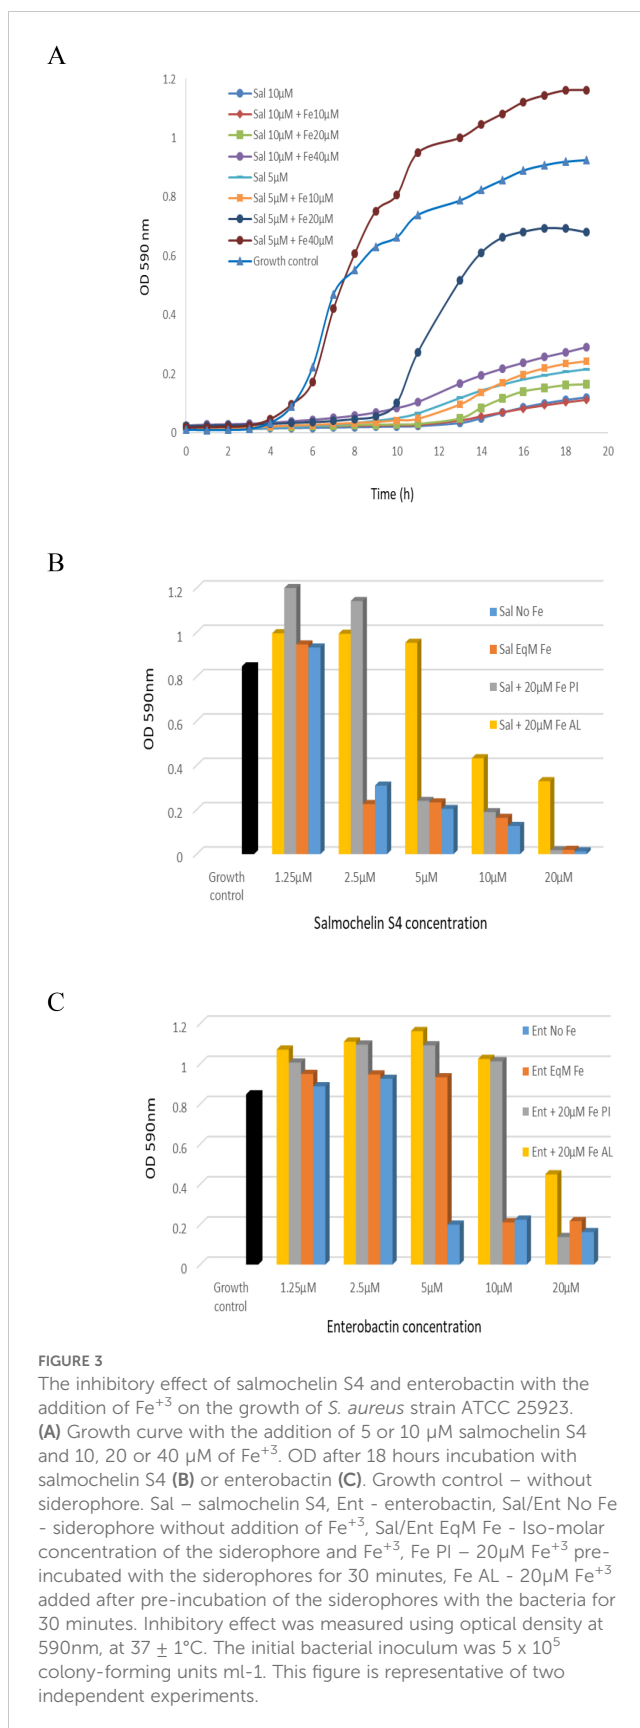 A
1.2
1
0.8
0.6
0.4
0.2
0
OD 590 nm
Sal 10µM
Sal 10µM + Fe10µM
Sal 10µM + Fe20µM
Sal 10µM + Fe40µM
Sal 5µM
Sal 5µM + Fe10µM
Sal 5µM + Fe20µM
Sal 5µM + Fe40µM
Growth control
0 2 4 6 8 10 12 14 16 18 20
Time (h)
B
1.2
1
0.8
0.6
0.4
0.2
0
OD 590nm
Sal No Fe
Sal EqM Fe
Sal + 20µM Fe PI
Sal + 20µM Fe AL
Growth control 1.25µM 2.5µM 5µM 10µM 20µM
Salmochelin S4 concentration
C
1.2
1
0.8
0.6
0.4
0.2
0
OD 590nm
Ent No Fe
Ent EqM Fe
Ent + 20µM Fe PI
Ent + 20µM Fe AL
Growth control 1.25µM 2.5µM 5µM 10µM 20µM
Enterobactin concentration
FIGURE 3
The inhibitory effect of salmochelin S4 and enterobactin with the
addition of Fe+3 on the growth of S. aureus strain ATCC 25923.
(A) Growth curve with the addition of 5 or 10 µM salmochelin S4
and 10, 20 or 40 µM of Fe+3. OD after 18 hours incubation with
salmochelin S4 (B) or enterobactin (C). Growth control – without
siderophore. Sal – salmochelin S4, Ent - enterobactin, Sal/Ent No Fe
- siderophore without addition of Fe+3, Sal/Ent EqM Fe - Iso-molar
concentration of the siderophore and Fe+3, Fe PI – 20µM Fe+3 pre-
incubated with the siderophores for 30 minutes, Fe AL - 20µM Fe+3
added after pre-incubation of the siderophores with the bacteria for
30 minutes. Inhibitory effect was measured using optical density at
590nm, at 37 ± 1°C. The initial bacterial inoculum was 5 x 105
colony-forming units ml-1. This figure is representative of two
independent experiments.